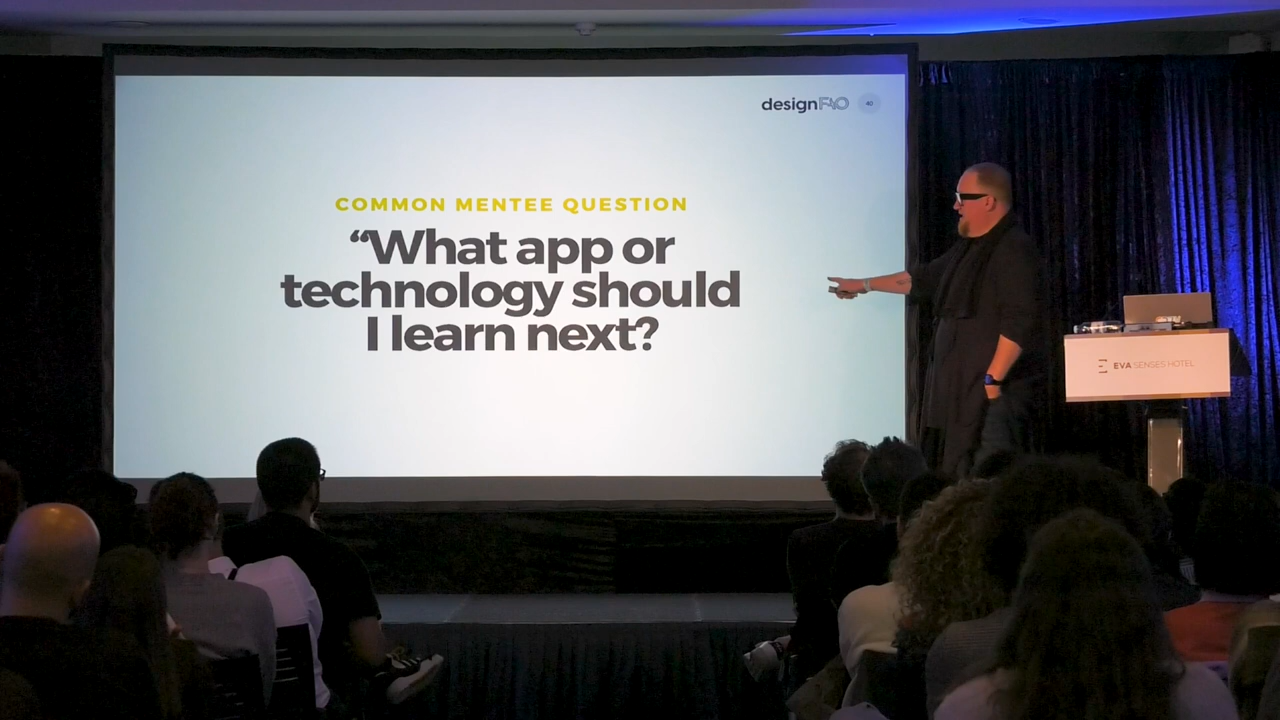 designFAO 40
COMMON MENTEE QUESTION
“What app or
technology should
I learn next?
EVA SENSES HOTEL